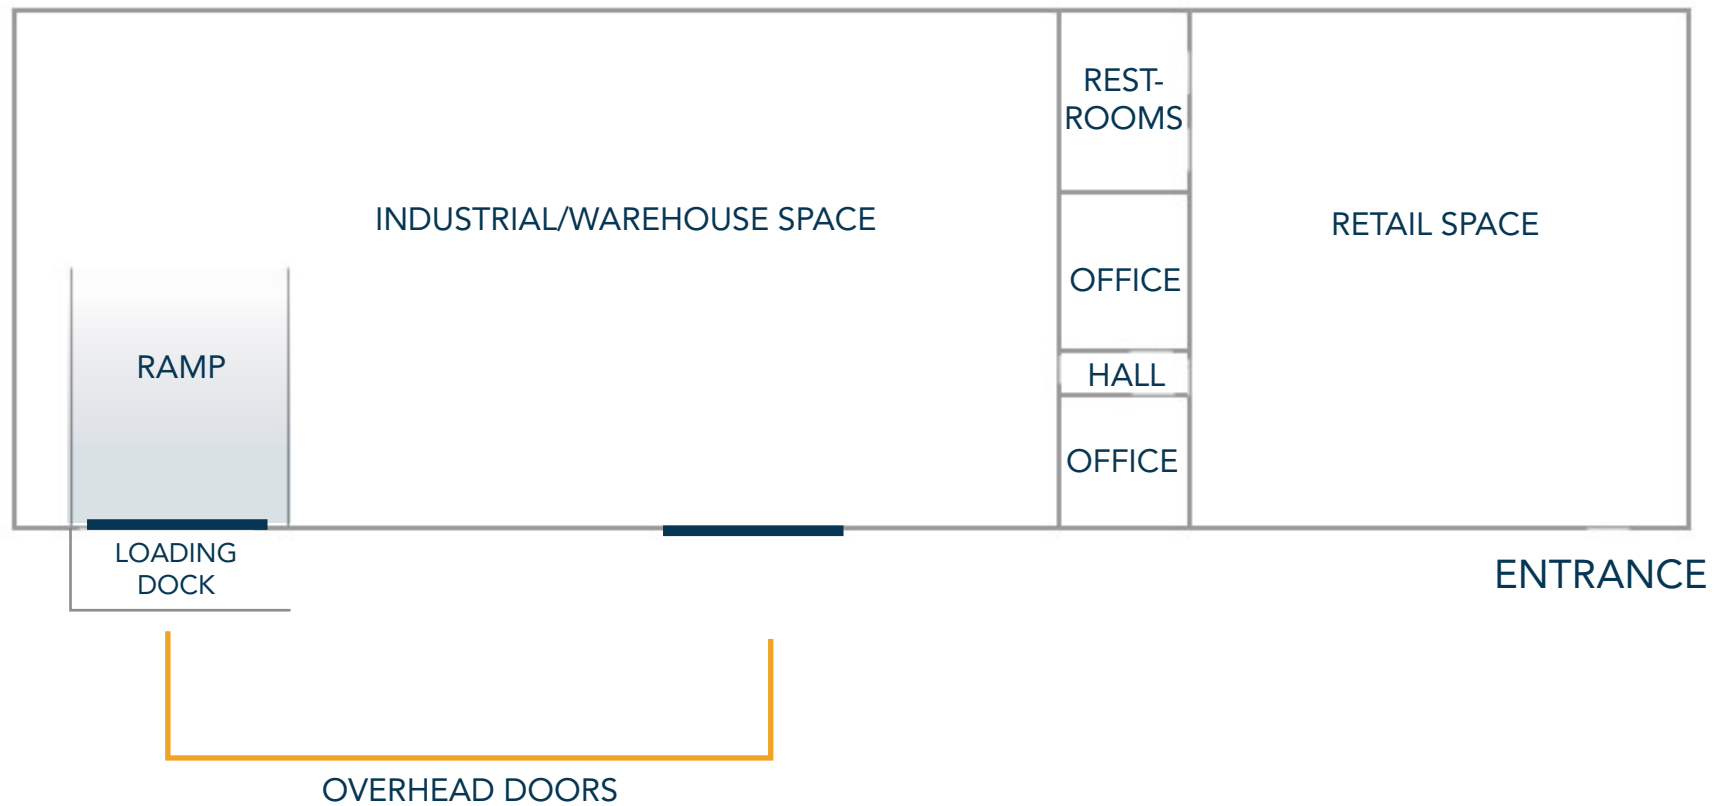 REST-
ROOMS
INDUSTRIAL/WAREHOUSE SPACE
RETAIL SPACE
OFFICE
RAMP
HALL
OFFICE
LOADING
DOCK
ENTRANCE
OVERHEAD DOORS